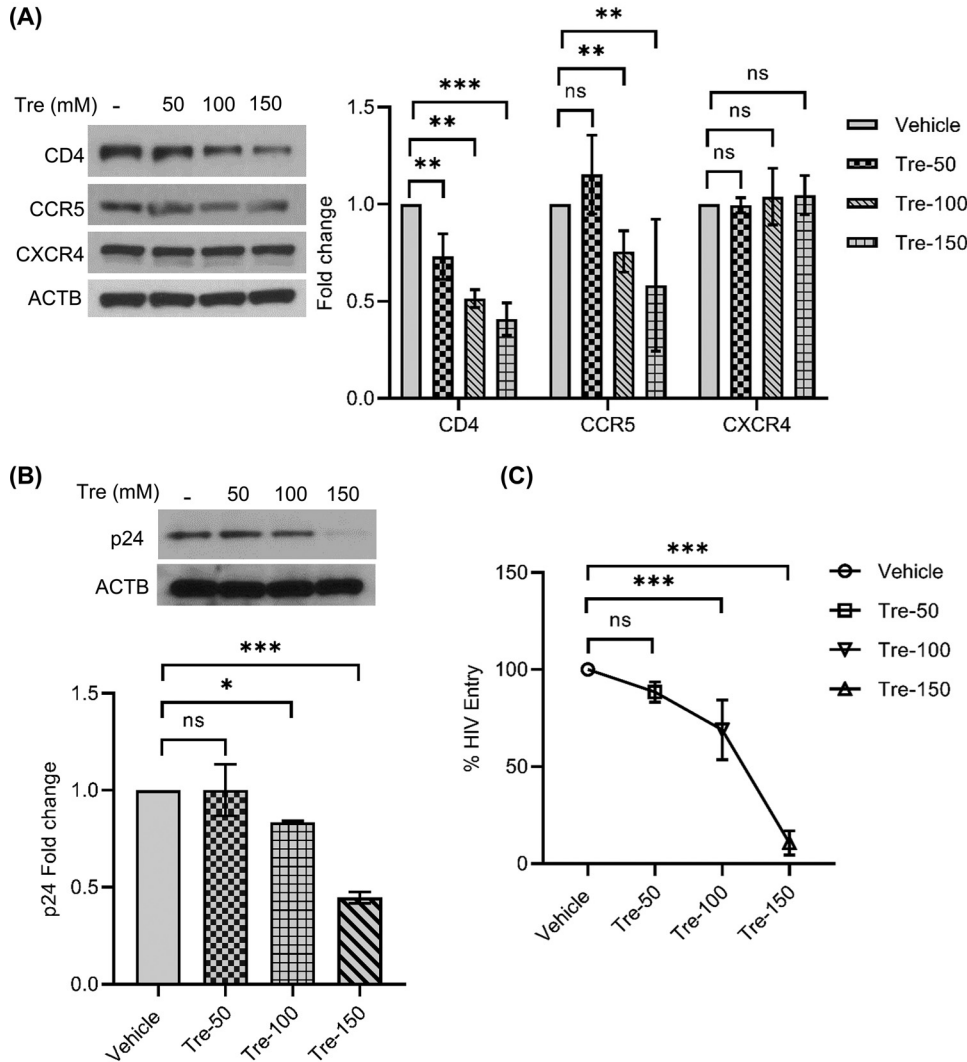 (A)
Tre (mM) - 50 100 150
CD4
CCR5
CXCR4
ACTB
Fold change
1.5
1.0
0.5
0.0
** ** ***
ns ** **
ns ns ns
CD4 CCR5 CXCR4
Vehicle
Tre-50
Tre-100
Tre-150
(B)
Tre (mM) - 50 100 150
p24
ACTB
p24 Fold change
1.5
1.0
0.5
0.0
***
*
ns
Vehicle Tre-50 Tre-100 Tre-150
(C)
% HIV Entry
150
100
50
0
***
***
ns
Vehicle Tre-50 Tre-100 Tre-150
Vehicle
Tre-50
Tre-100
Tre-150